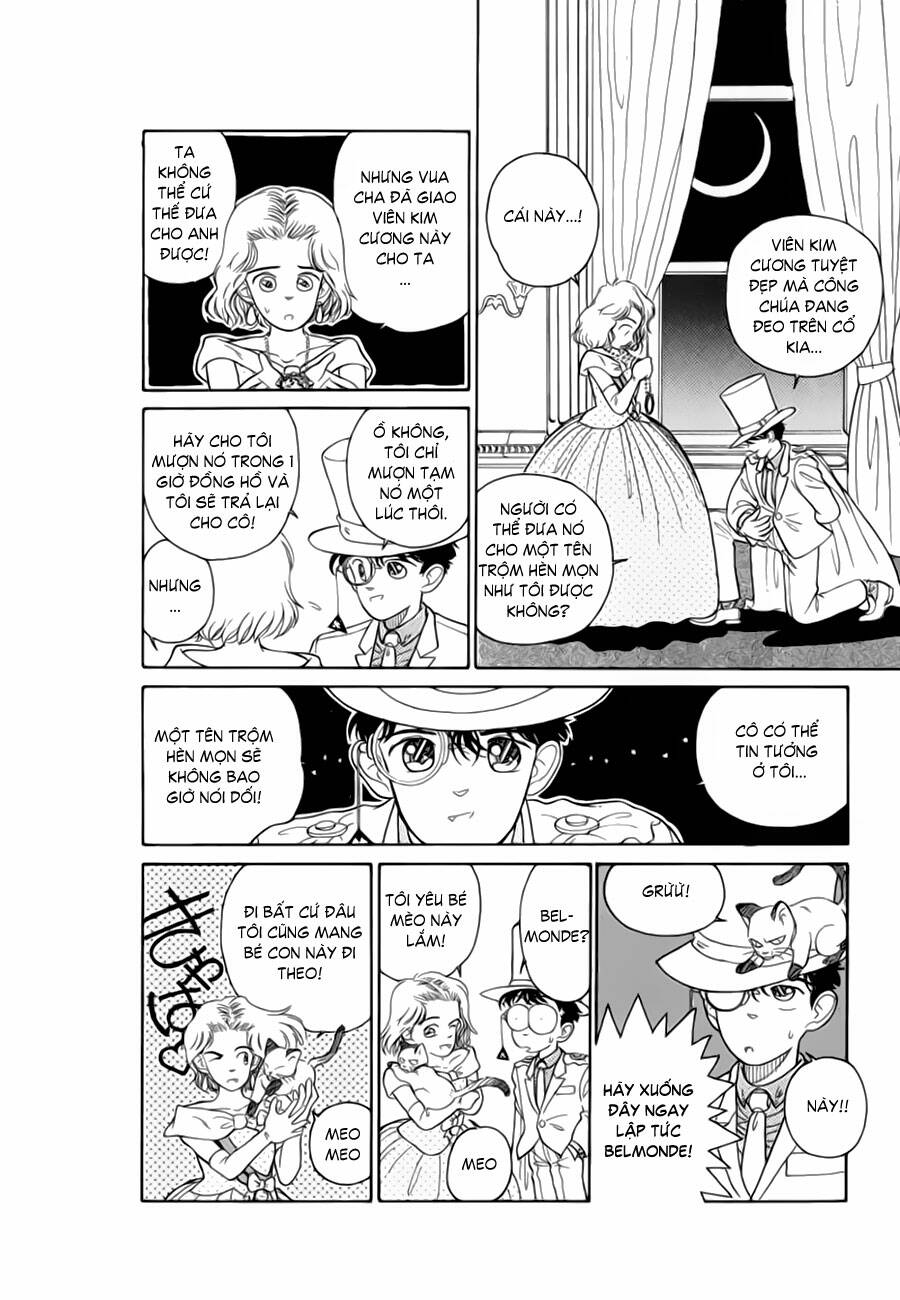 VIÊN KIM
CƯƠNG TUYỆT
ĐẸP MÀ CÔNG
CHÚA ĐANG
ĐEO TRÊN CỔ
KIA...
CÁI NÀY...!
NGƯỜI CÓ
THỂ ĐƯA NÓ
CHO MỘT TÊN
TRỘM HÈN MỌN
NHƯ TÔI ĐƯỢC
KHÔNG?
NHƯNG VUA
CHA ĐÃ GIAO
VIÊN KIM
CƯƠNG NÀY
CHO TA
...
TA
KHÔNG
THỂ CỨ
THẾ ĐƯA
CHO ANH
ĐƯỢC!
Ồ KHÔNG,
TÔI CHỈ
MƯỢN TẠM
NÓ MỘT
LÚC THÔI.
HÃY CHO TÔI
MƯỢN NÓ TRONG 1
GIỜ ĐỒNG HỒ VÀ
TÔI SẼ TRẢ LẠI
CHO CÔ!
NHƯNG
...
CÔ CÓ THỂ
TIN TƯỞNG
Ở TÔI...
MỘT TÊN
TRỘM HÈN
MỌN SẼ
KHÔNG BAO
GIỜ NÓI DỐI!
GRỪỪ!
NÀY!!
HÃY XUỐNG
ĐÂY NGAY
LẬP TỨC
BELMONDE!
BEL-
MONDE?
TÔI YÊU BÉ
MÈO NÀY
LẮM!
MEO
ĐI BẤT CỨ ĐÂU
TÔI CŨNG MANG
BÉ CON NÀY ĐI
THEO!
MEO
MEO